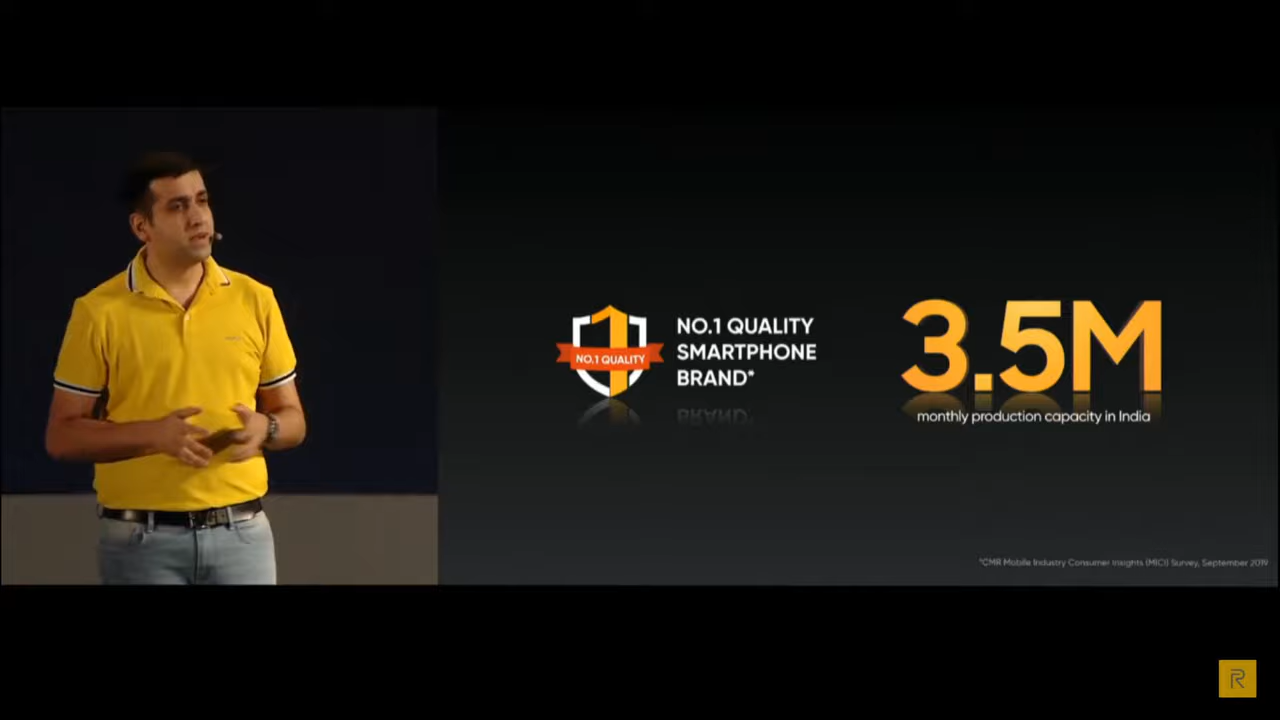 NO.1 QUALITY
NO.1 QUALITY
SMARTPHONE
BRAND*
3.5M
monthly production capacity in India
*CMR Mobile Industry Consumer Insights (MICI) Survey, September 2019
R